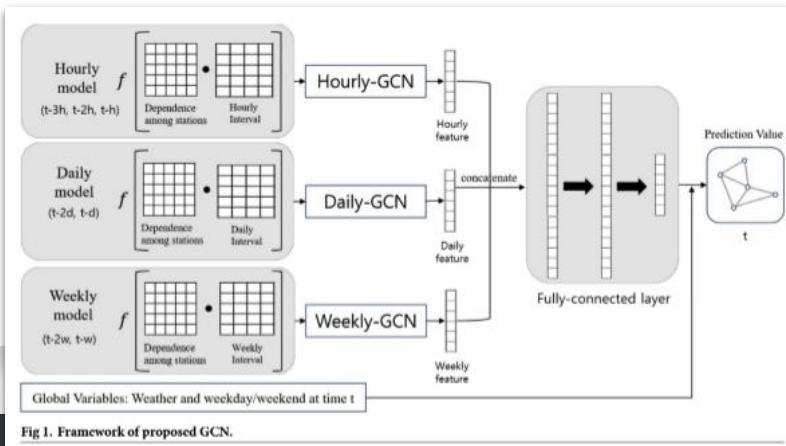 Hourly
model
(t-3h, t-2h, t-h)
f
Dependence
among stations
Hourly
Interval
Hourly-GCN
Hourly
feature
Daily
model
(t-2d, t-d)
f
Dependence
among stations
Daily
Interval
Daily-GCN
Daily
feature
concatenate
Weekly
model
(t-2w, t-w)
f
Dependence
among stations
Weekly
Interval
Weekly-GCN
Weekly
feature
Fully-connected layer
Prediction Value
t
Global Variables: Weather and weekday/weekend at time t
Fig 1. Framework of proposed GCN.